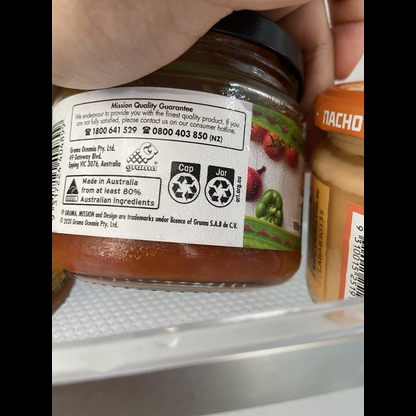 Mission Quality Guarantee
We endeavour to provide you with the finest quality product. If you
are not fully satisfied, please contact us on our consumer hotline.
☎1800 641 529 ☎0800 403 850 (NZ)
Gruma Oceania Pty. Ltd.
49 Gateway Blvd.
Epping VIC 3076, Australia
GRUMA
Made in Australia
from at least 80%
Australian ingredients
Cap
Jar
arl.org.au
® GRUMA, MISSION and Design are trademarks under licence of Gruma S.A.B de C.V.
© 2020 Gruma Oceania Pty. Ltd.
NACHO